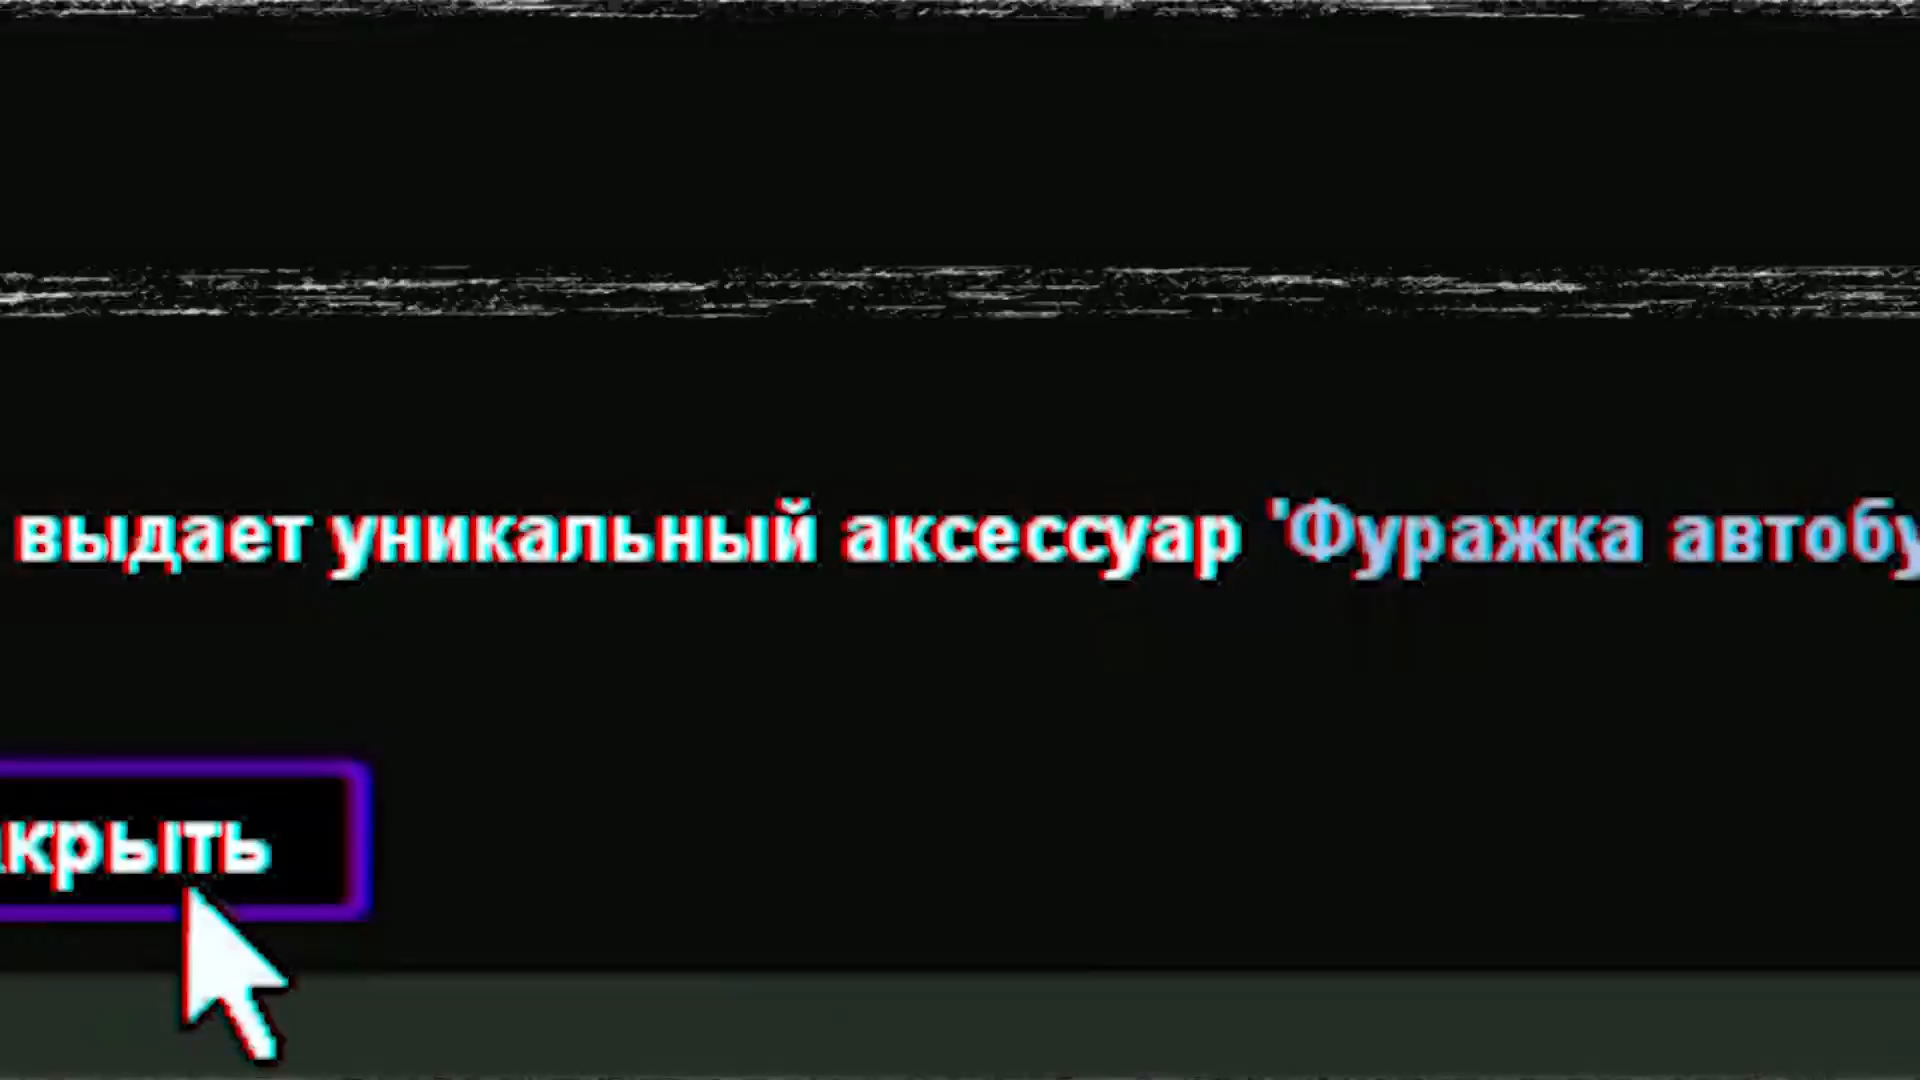 выдает уникальный аксессуар 'Фуражка автобу
крыть